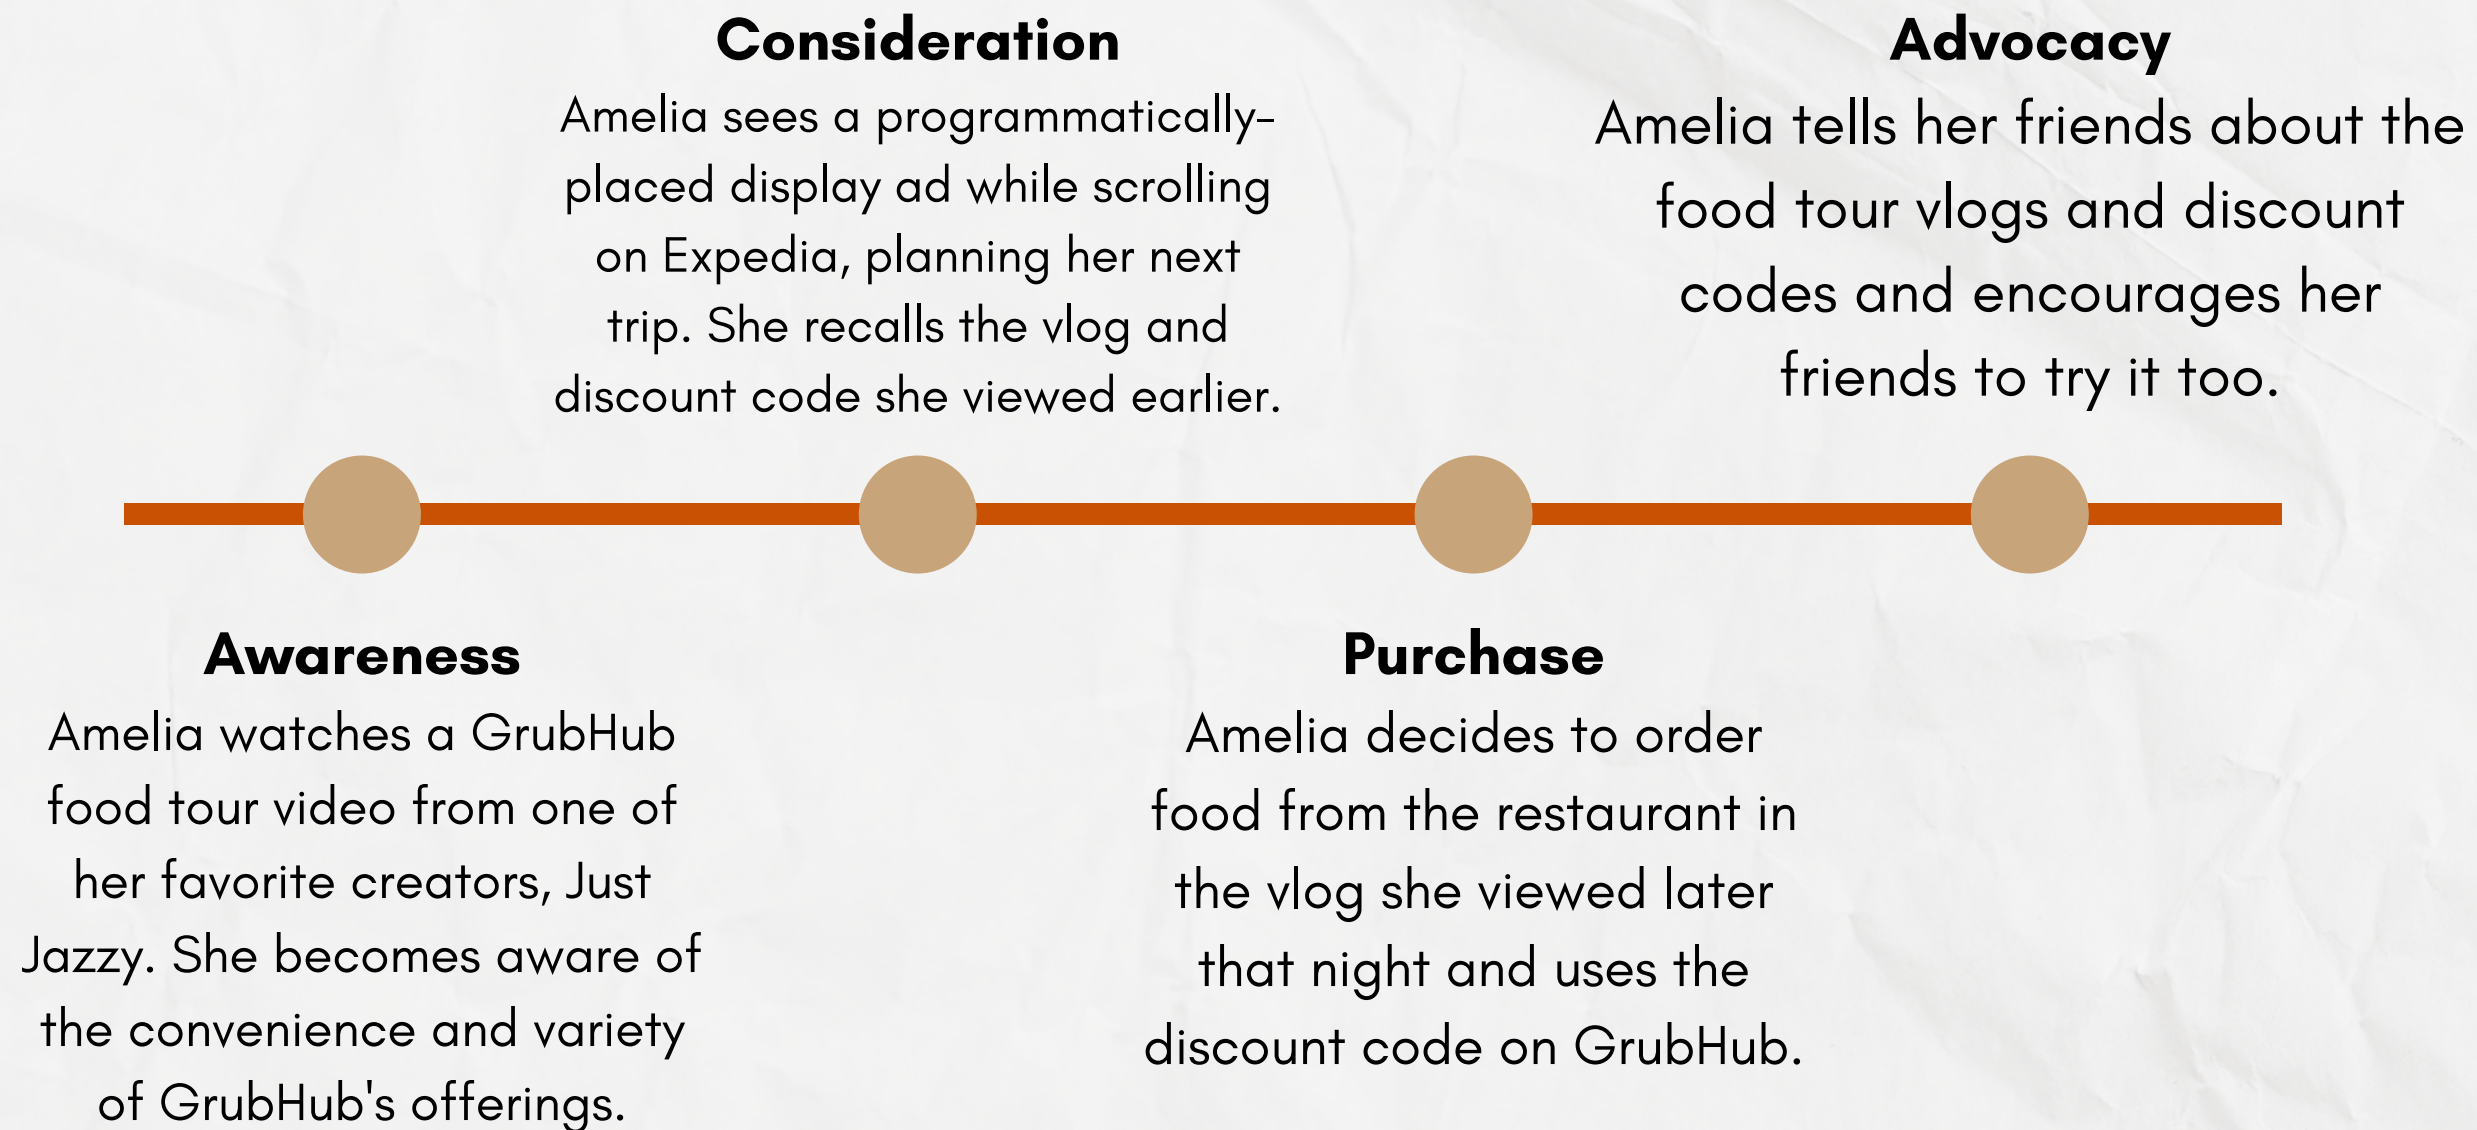 Awareness
Amelia watches a GrubHub
food tour video from one of
her favorite creators, Just
Jazzy. She becomes aware of
the convenience and variety
of GrubHub's offerings.
Consideration
Amelia sees a programmatically-
placed display ad while scrolling
on Expedia, planning her next
trip. She recalls the vlog and
discount code she viewed earlier.
Purchase
Amelia decides to order
food from the restaurant in
the vlog she viewed later
that night and uses the
discount code on GrubHub.
Advocacy
Amelia tells her friends about the
food tour vlogs and discount
codes and encourages her
friends to try it too.